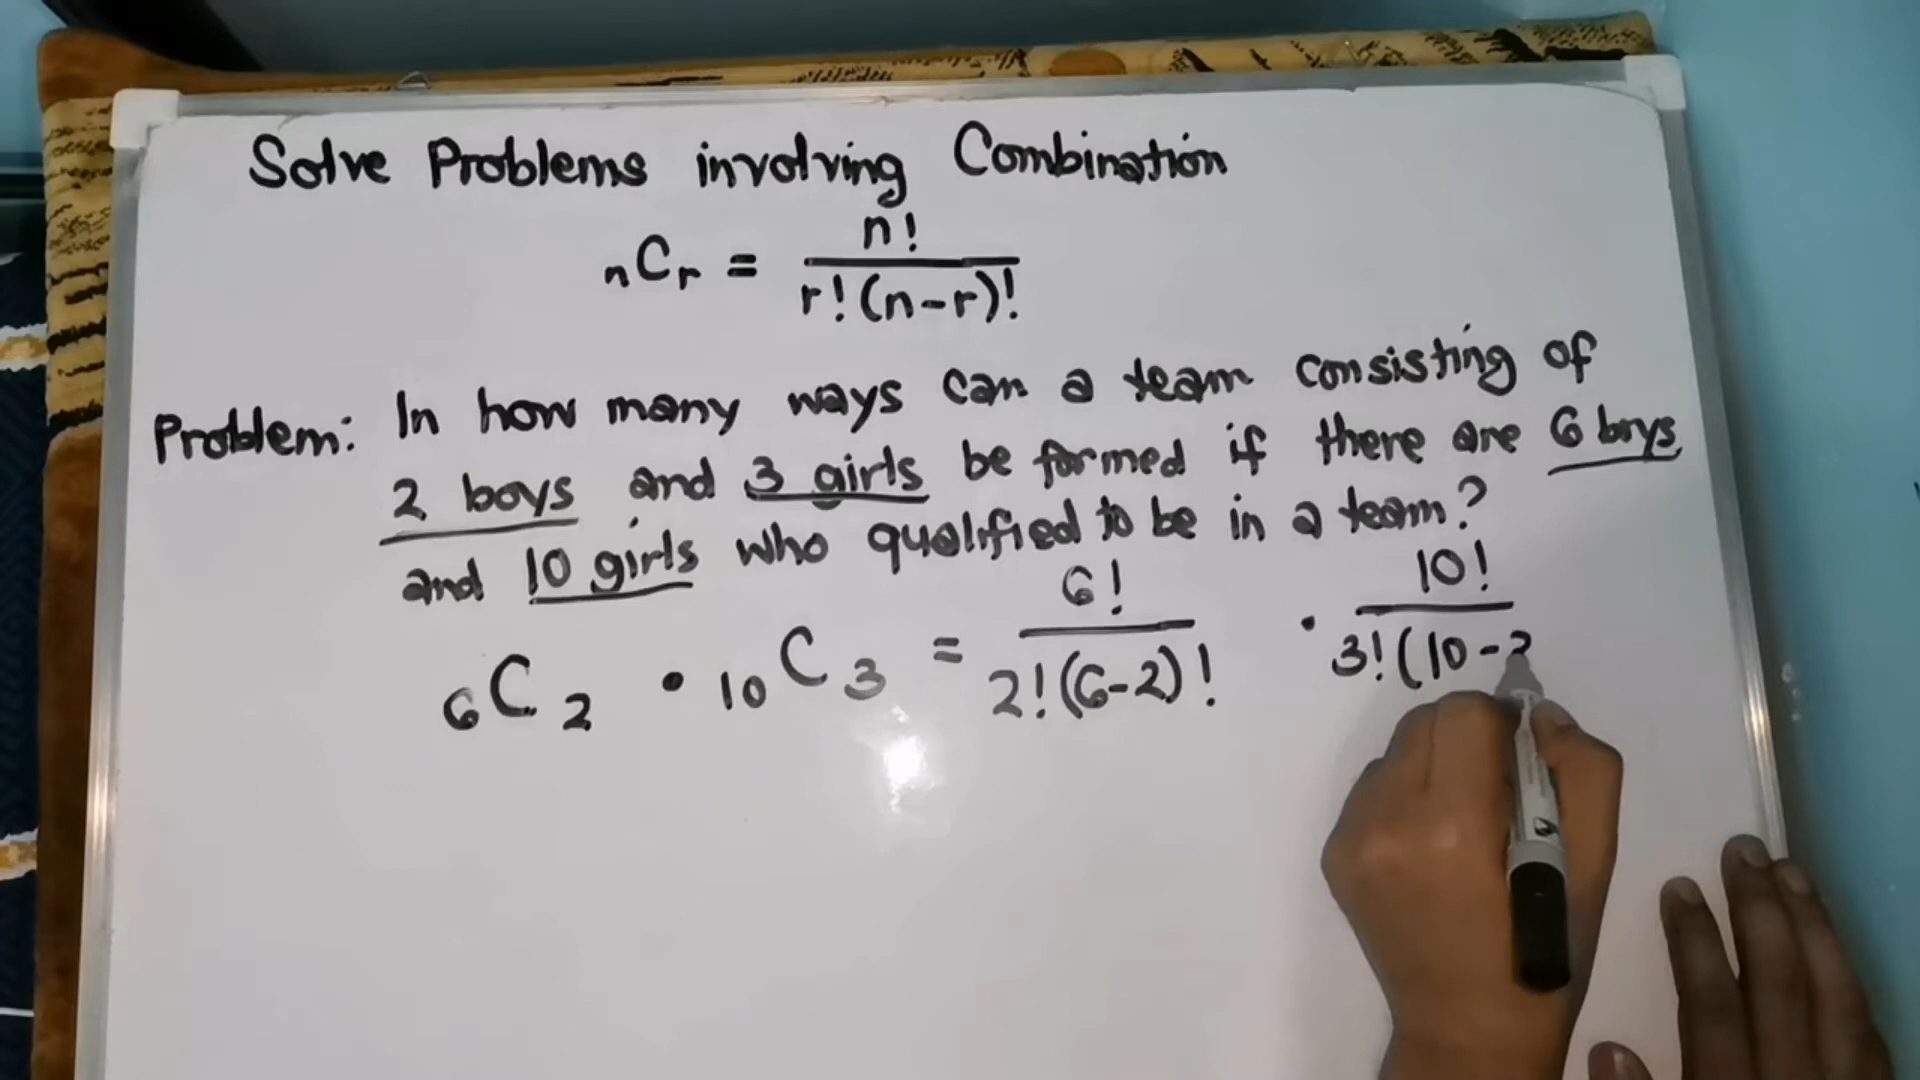 Solve Problems involving Combination
nCr = n! / r!(n-r)!
Problem: In how many ways can a team consisting of
2 boys and 3 girls be formed if there are 6 boys
and 10 girls who qualified to be in a team?
6C2 • 10C3 = 6! / 2!(6-2)! · 10! / 3!(10-